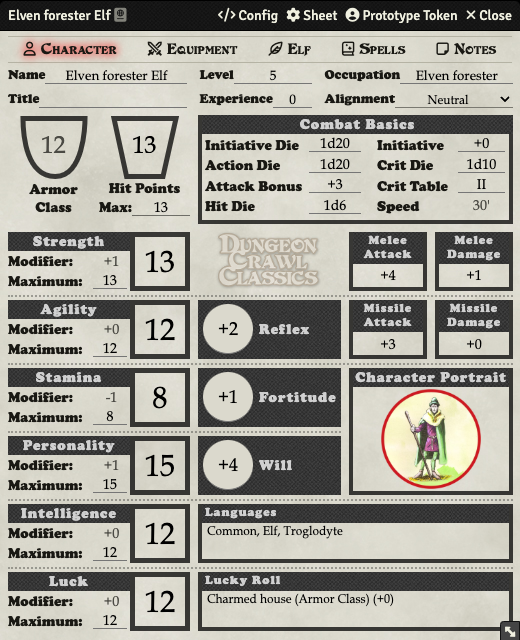 Elven forester Elf Config Sheet Prototype Token Close
Character Equipment Elf Spells Notes
Name Elven forester Elf Level 5 Occupation Elven forester
Title Experience 0 Alignment Neutral
12 13
Armor Class
Hit Points
Max: 13
Combat Basics
Initiative Die 1d20 Initiative +0
Action Die 1d20 Crit Die 1d10
Attack Bonus +3 Crit Table II
Hit Die 1d6 Speed 30'
Strength
Modifier: +1
Maximum: 13
13
Dungeon
Crawl
Classics
Melee Attack
+4
Melee Damage
+1
Agility
Modifier: +0
Maximum: 12
12
+2 Reflex
Missile Attack
+3
Missile Damage
+0
Stamina
Modifier: -1
Maximum: 8
8
+1 Fortitude
Character Portrait
Personality
Modifier: +1
Maximum: 15
15
+4 Will
Intelligence
Modifier: +0
Maximum: 12
12
Languages
Common, Elf, Troglodyte
Luck
Modifier: +0
Maximum: 12
12
Lucky Roll
Charmed house (Armor Class) (+0)